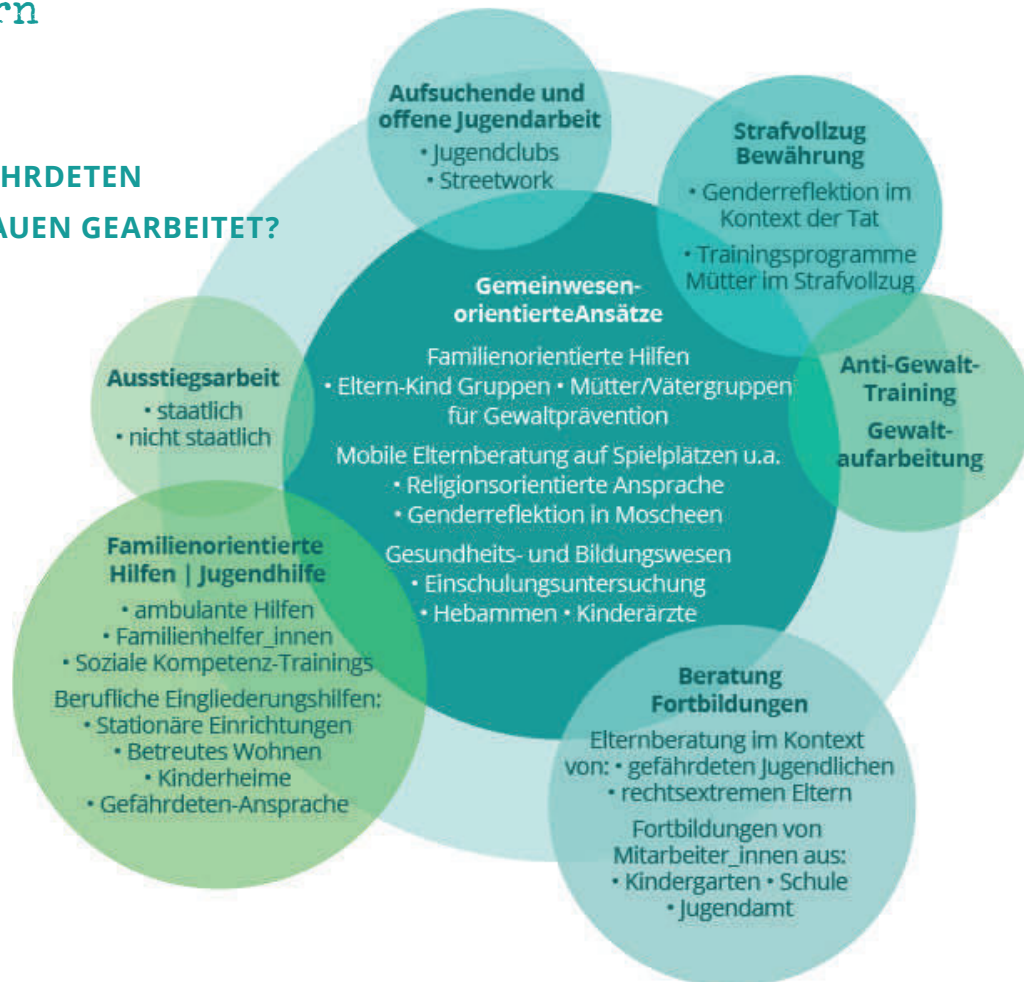 rn
HRDETEN
AUEN GEARBEITET?
Aufsuchende und
offene Jugendarbeit
• Jugendclubs
• Streetwork
Strafvollzug
Bewährung
• Genderreflektion im
Kontext der Tat
• Trainingsprogramme
Mütter im Strafvollzug
Gemeinwesen-
orientierteAnsätze
Familienorientierte Hilfen
• Eltern-Kind Gruppen • Mütter/Vätergruppen
für Gewaltprävention
Mobile Elternberatung auf Spielplätzen u.a.
• Religionsorientierte Ansprache
• Genderreflektion in Moscheen
Gesundheits- und Bildungswesen
• Einschulungsuntersuchung
• Hebammen • Kinderärzte
Anti-Gewalt-
Training
Gewalt-
aufarbeitung
Ausstiegsarbeit
• staatlich
• nicht staatlich
Familienorientierte
Hilfen | Jugendhilfe
• ambulante Hilfen
• Familienhelfer_innen
• Soziale Kompetenz-Trainings
Berufliche Eingliederungshilfen:
• Stationäre Einrichtungen
• Betreutes Wohnen
• Kinderheime
• Gefährdeten-Ansprache
Beratung
Fortbildungen
Elternberatung im Kontext
von: • gefährdeten Jugendlichen
• rechtsextremen Eltern
Fortbildungen von
Mitarbeiter_innen aus:
• Kindergarten • Schule
• Jugendamt